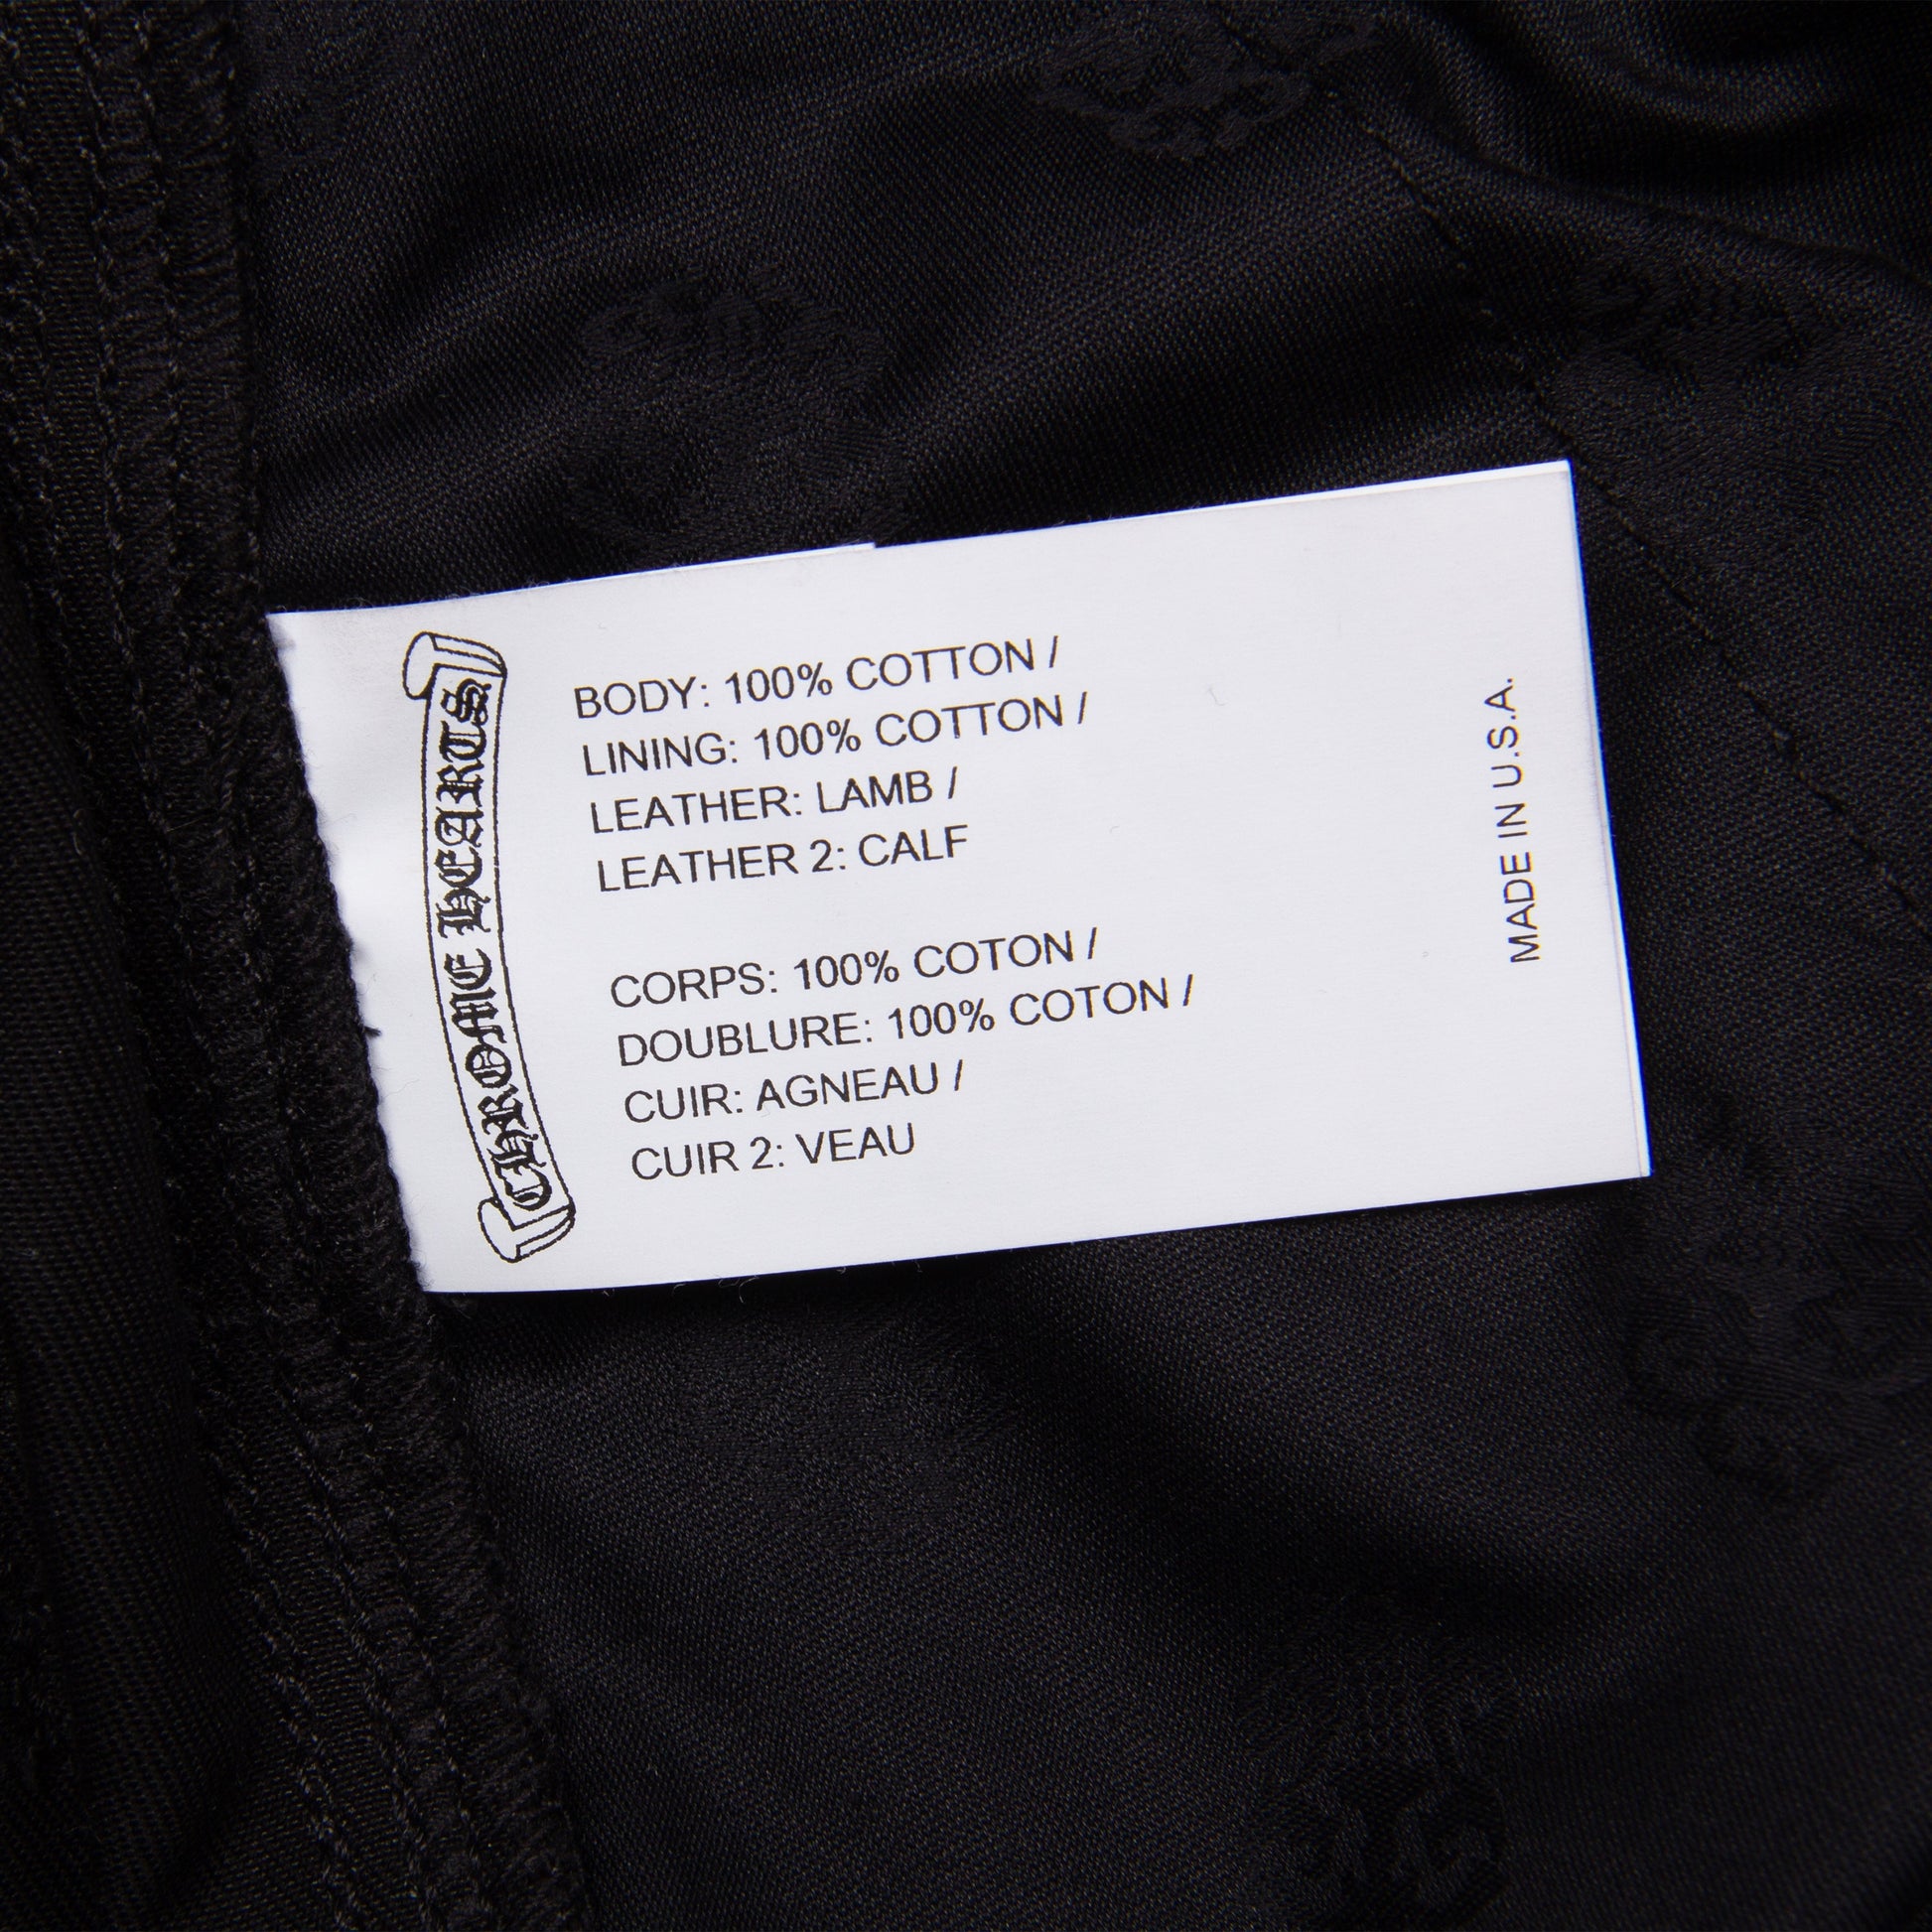 CHROME HEARTS
BODY: 100% COTTON /
LINING: 100% COTTON /
LEATHER: LAMB /
LEATHER 2: CALF
CORPS: 100% COTON /
DOUBLURE: 100% COTON /
CUIR: AGNEAU /
CUIR 2: VEAU
MADE IN U.S.A.